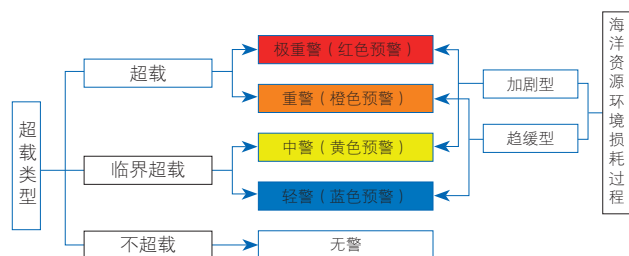 超载类型
超载
临界超载
不超载
极重警（红色预警）
重警（橙色预警）
中警（黄色预警）
轻警（蓝色预警）
无警
加剧型
趋缓型
海洋资源环境损耗过程